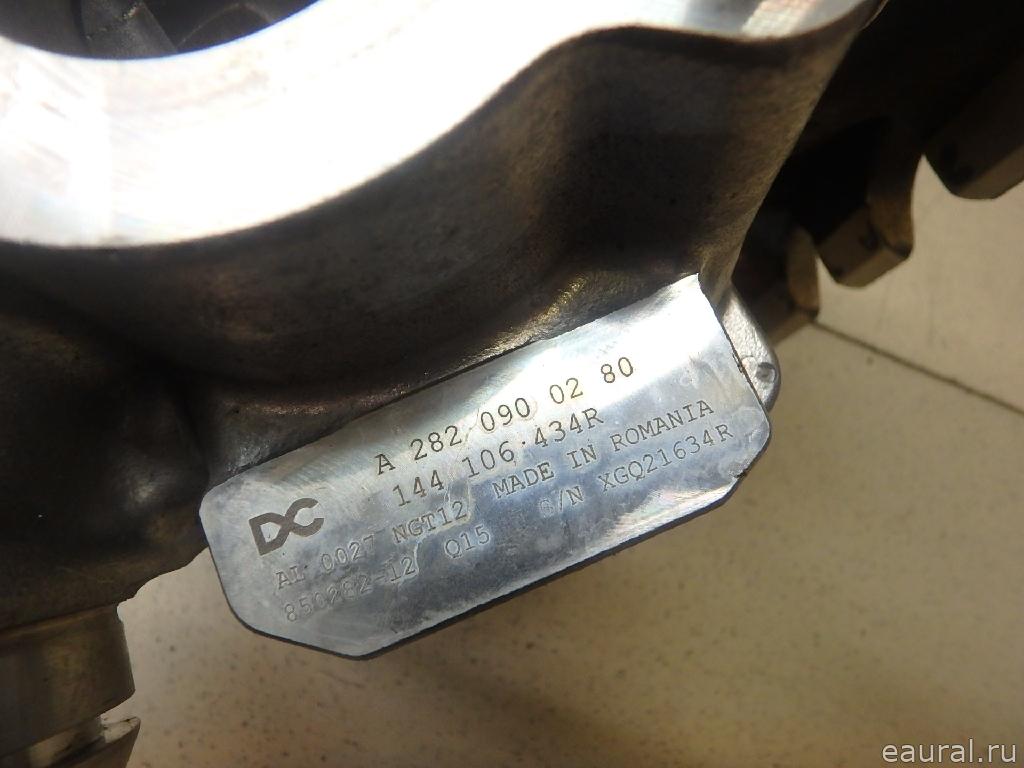 A 282 090 02 80
144 106 434R
DC
AL 0027 NGT12 MADE IN ROMANIA
850282-12 Q15 S/N XGQ21634R
eaural.ru